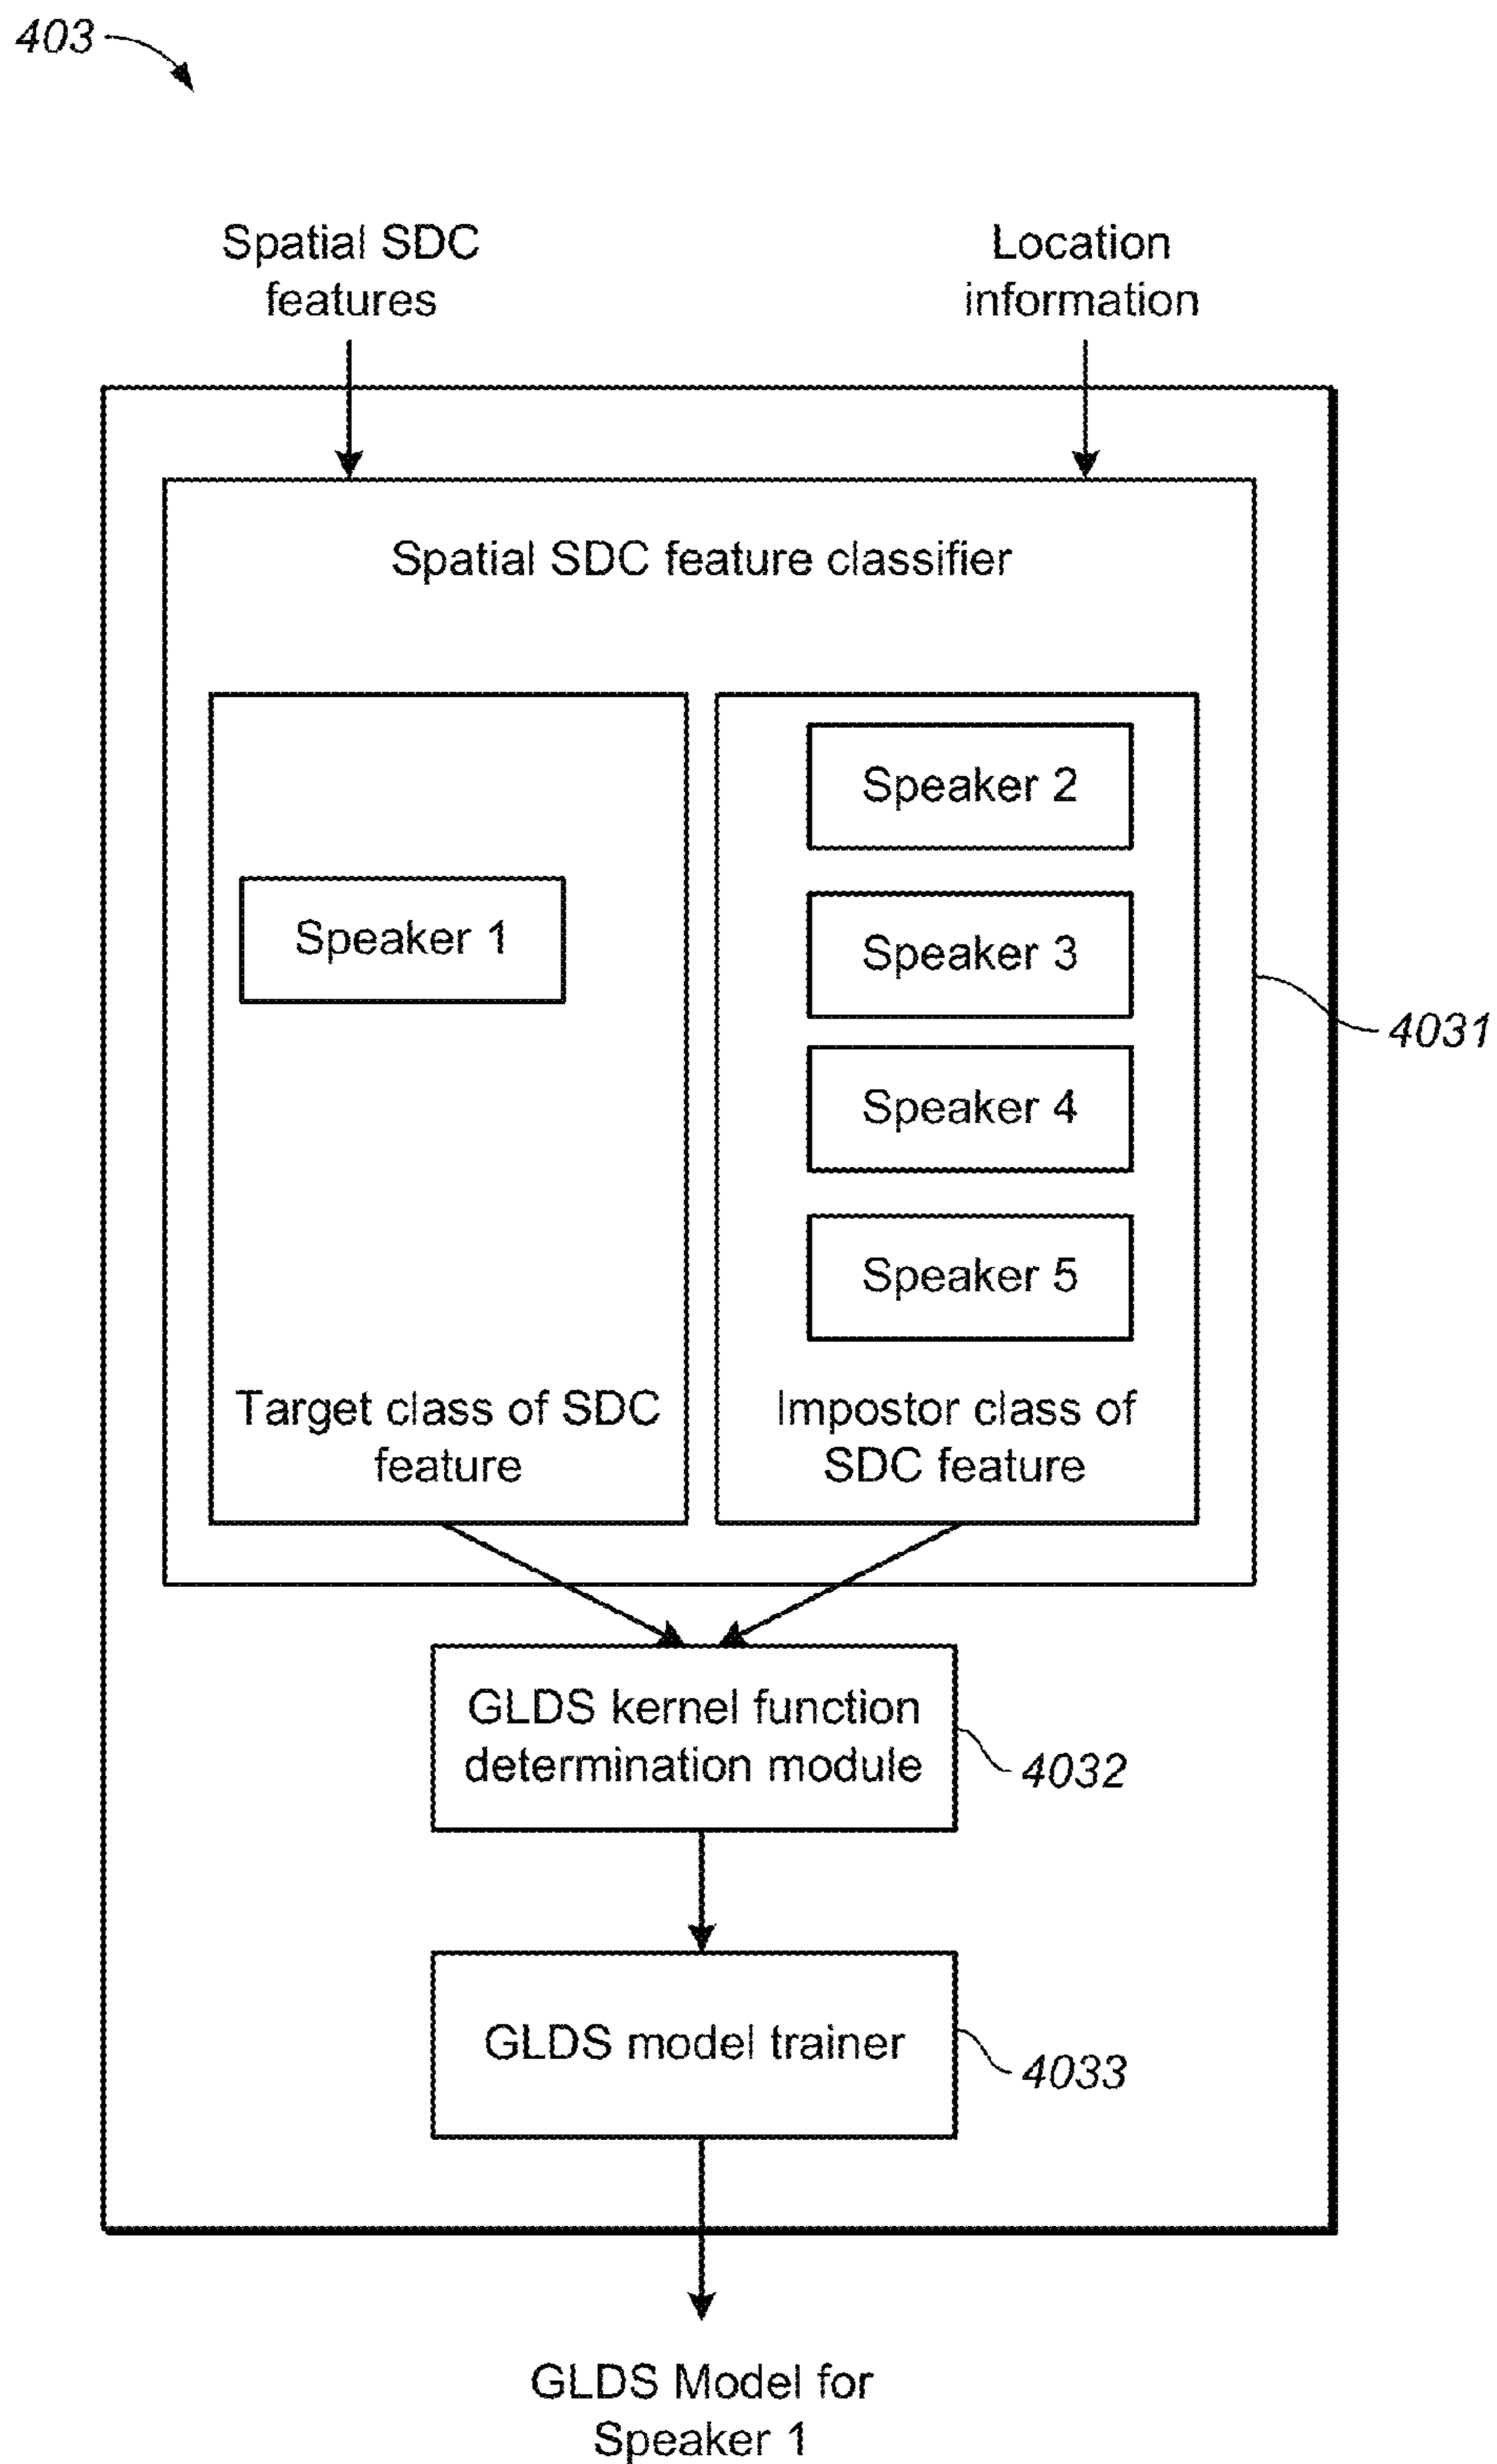 403
Spatial SDC
features
Location
information
Spatial SDC feature classifier
Speaker 1
Target class of SDC
feature
Speaker 2
Speaker 3
Speaker 4
Speaker 5
Impostor class of
SDC feature
4031
GLDS kernel function
determination module
4032
GLDS model trainer
4033
GLDS Model for
Speaker 1